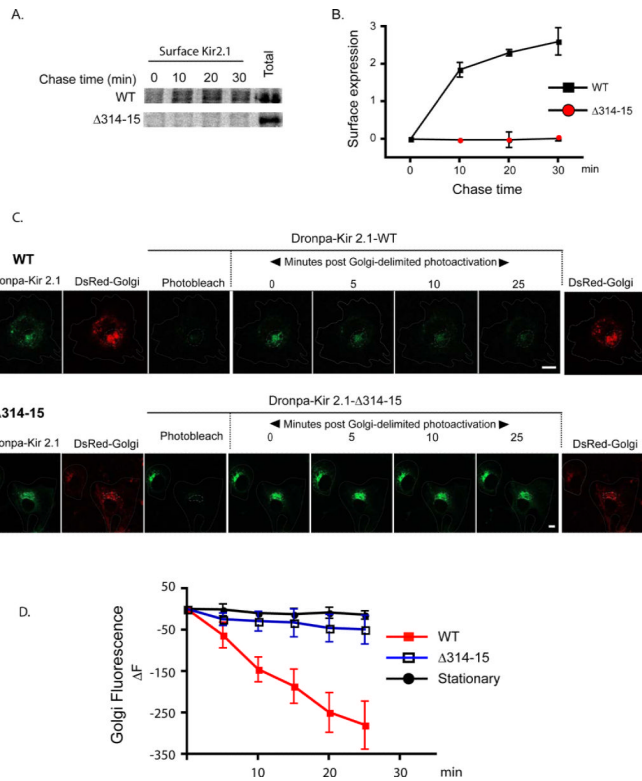 A.
Surface Kir2.1
Total
Chase time (min) 0 10 20 30
WT
Δ314-15
B.
Surface expression
3
2
1
0
0 10 20 30 min
Chase time
WT
Δ314-15
C.
Dronpa-Kir 2.1-WT
WT
◄ Minutes post Golgi-delimited photoactivation ►
ronpa-Kir 2.1 DsRed-Golgi Photobleach 0 5 10 25 DsRed-Golgi
Dronpa-Kir 2.1-Δ314-15
Δ314-15
◄ Minutes post Golgi-delimited photoactivation ►
ronpa-Kir 2.1 DsRed-Golgi Photobleach 0 5 10 25 DsRed-Golgi
D.
Golgi Fluorescence
ΔF
50
-50
-150
-250
-350
10 20 30 min
WT
Δ314-15
Stationary